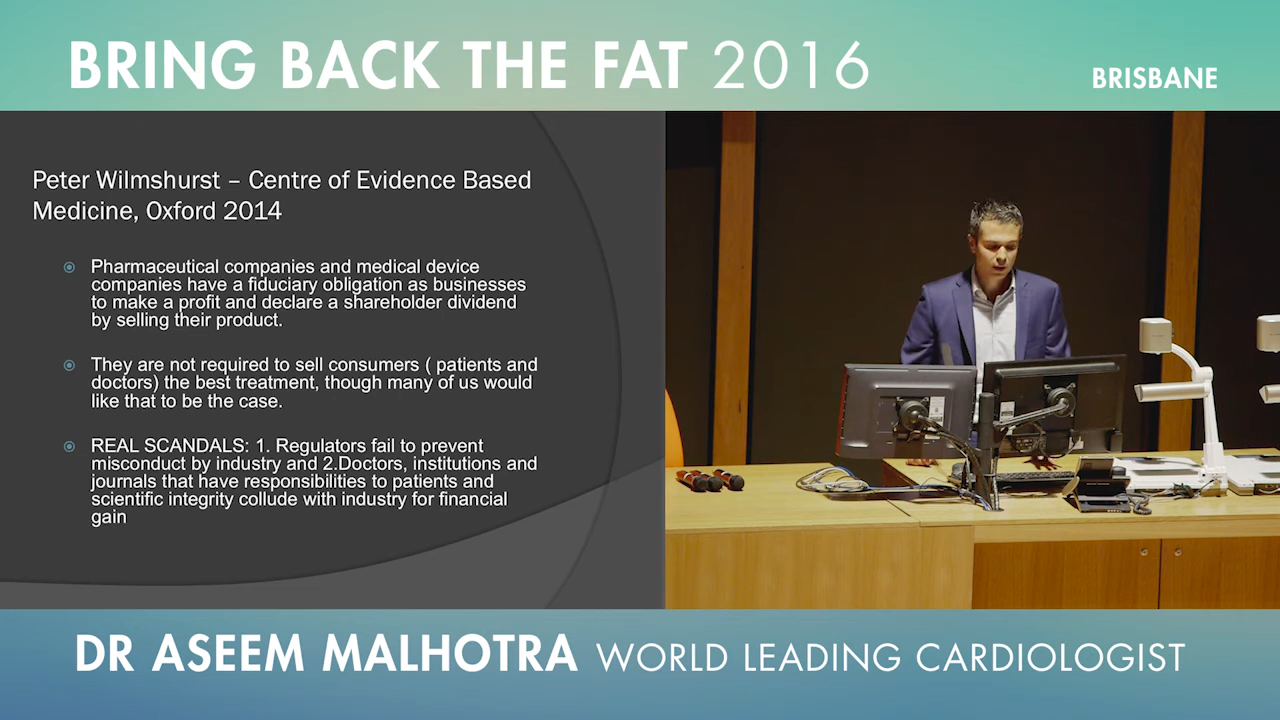 BRING BACK THE FAT 2016
BRISBANE
Peter Wilmshurst – Centre of Evidence Based
Medicine, Oxford 2014
Pharmaceutical companies and medical device
companies have a fiduciary obligation as businesses
to make a profit and declare a shareholder dividend
by selling their product.
They are not required to sell consumers ( patients and
doctors) the best treatment, though many of us would
like that to be the case.
REAL SCANDALS: 1. Regulators fail to prevent
misconduct by industry and 2.Doctors, institutions and
journals that have responsibilities to patients and
scientific integrity collude with industry for financial
gain
DR ASEEM MALHOTRA WORLD LEADING CARDIOLOGIST